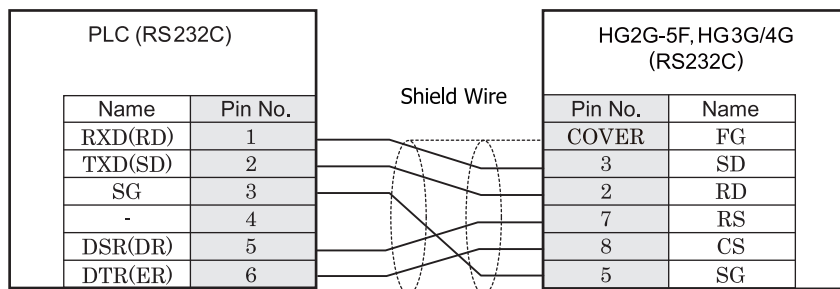 PLC (RS232C)
HG2G-5F, HG3G/4G
(RS232C)
Shield Wire
Name Pin No. Pin No. Name
RXD(RD) 1 COVER FG
TXD(SD) 2 3 SD
SG 3 2 RD
- 4 7 RS
DSR(DR) 5 8 CS
DTR(ER) 6 5 SG